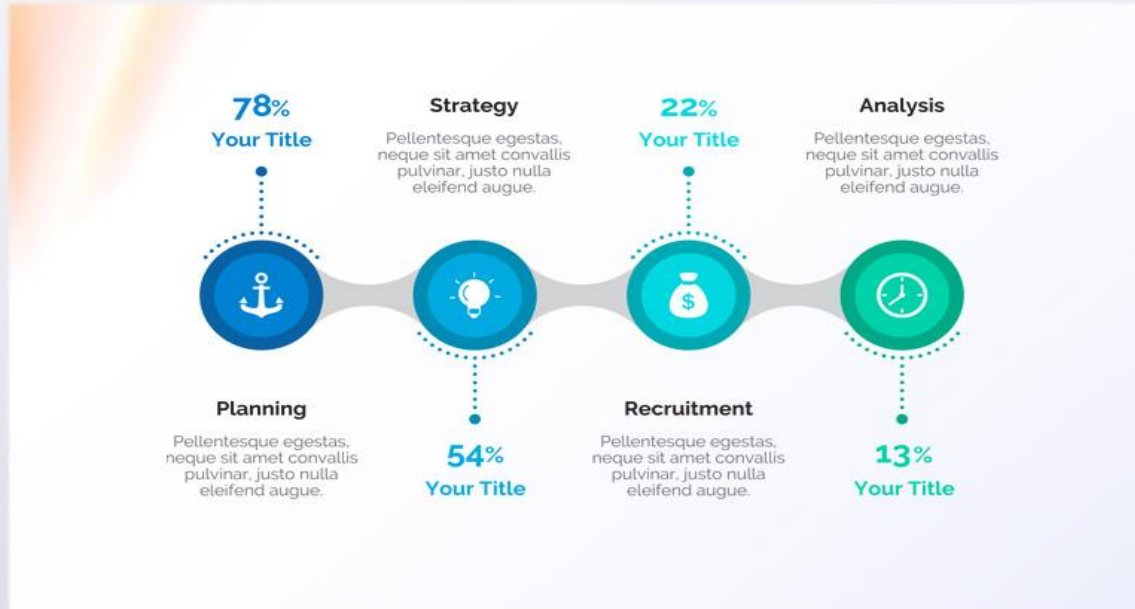 78%
Your Title
Strategy
Pellentesque egestas,
neque sit amet convallis
pulvinar, justo nulla
eleifend augue.
22%
Your Title
Analysis
Pellentesque egestas,
neque sit amet convallis
pulvinar, justo nulla
eleifend augue.
$
Planning
Pellentesque egestas,
neque sit amet convallis
pulvinar, justo nulla
eleifend augue.
54%
Your Title
Recruitment
Pellentesque egestas,
neque sit amet convallis
pulvinar, justo nulla
eleifend augue.
13%
Your Title